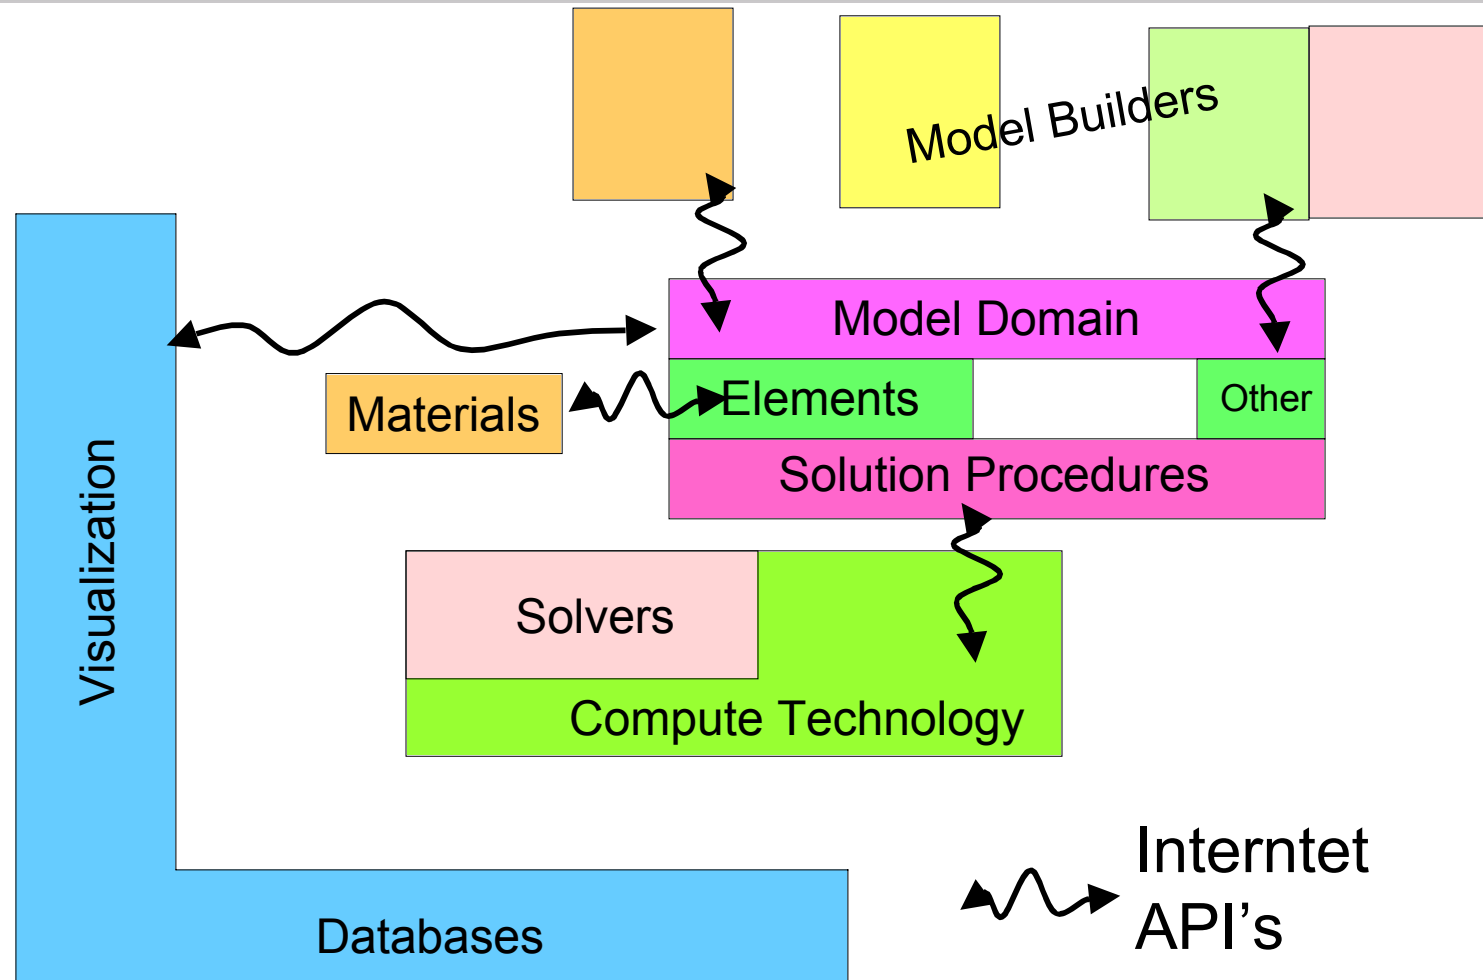 Model Builders
Model Domain
Materials
Elements
Other
Solution Procedures
Visualization
Solvers
Compute Technology
Interntet
API’s
Databases